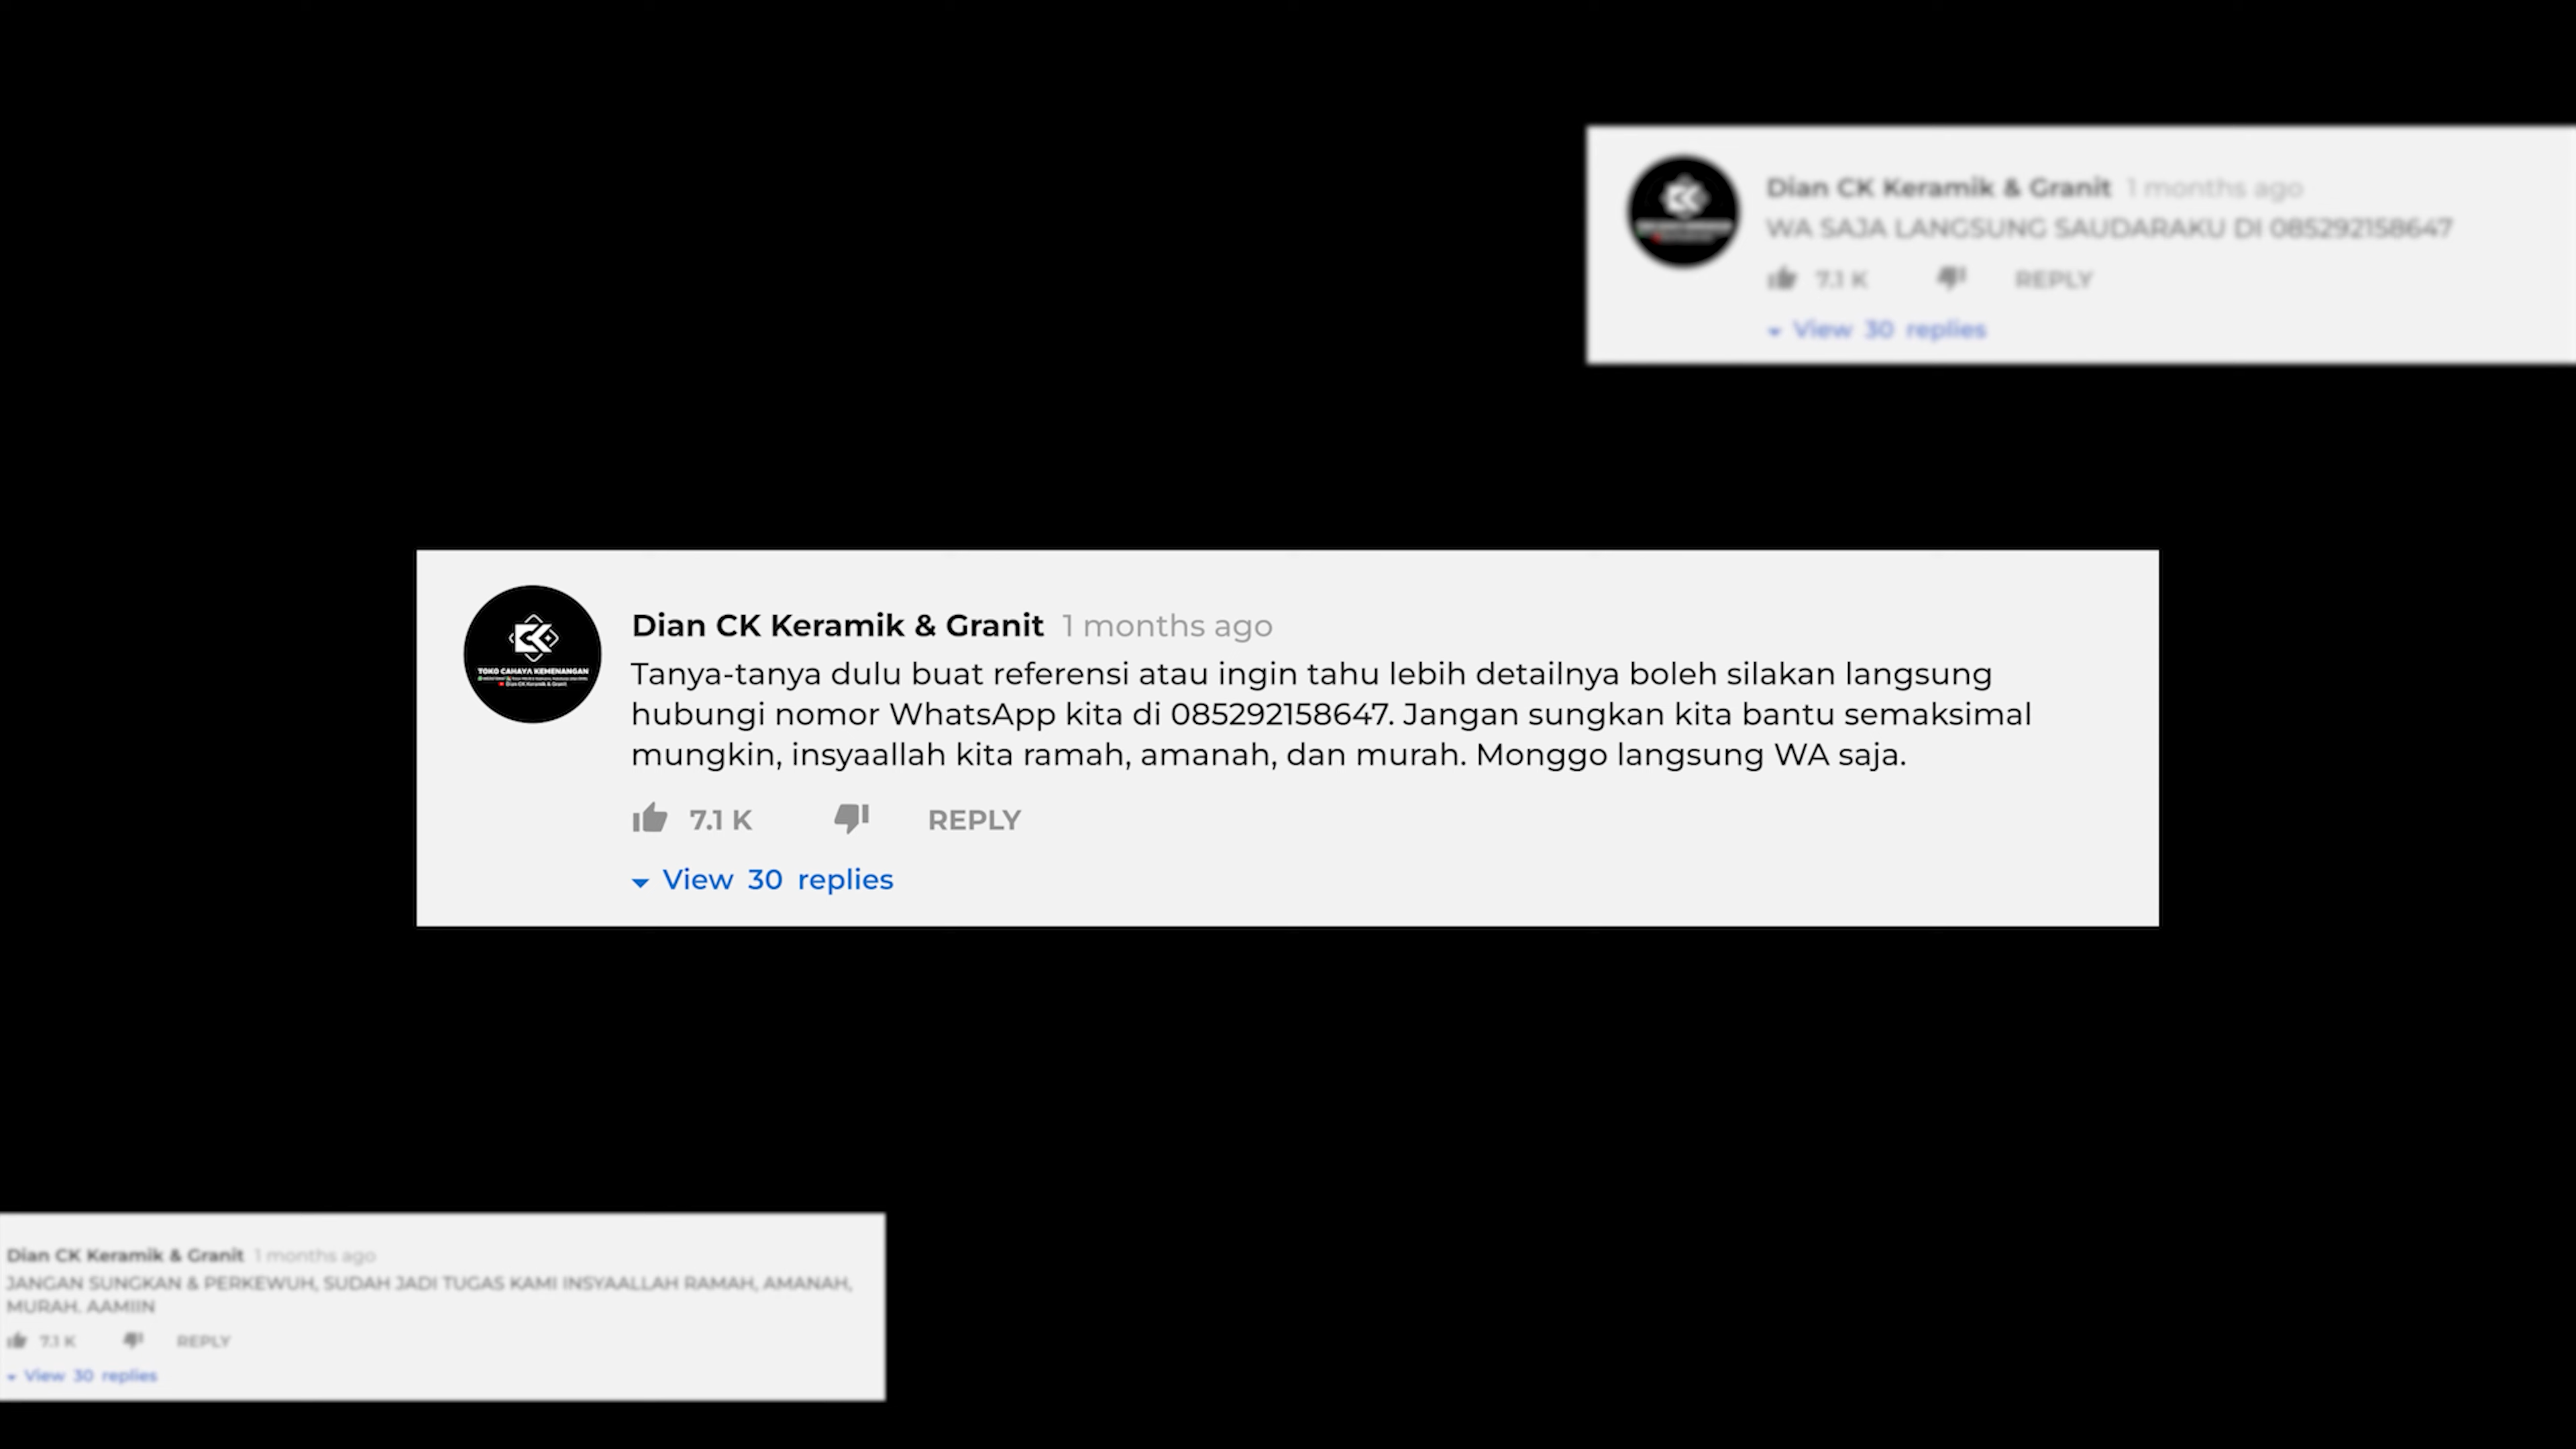 Dian CK Keramik & Granit 1 months ago
WA SAJA LANGSUNG SAUDARAKU DI 085292158647
7.1 K REPLY
View 30 replies
TOKO CAHAYA KEMENANGAN
Dian CK Keramik & Granit
Dian CK Keramik & Granit 1 months ago
Tanya-tanya dulu buat referensi atau ingin tahu lebih detailnya boleh silakan langsung
hubungi nomor WhatsApp kita di 085292158647. Jangan sungkan kita bantu semaksimal
mungkin, insyaallah kita ramah, amanah, dan murah. Monggo langsung WA saja.
7.1 K REPLY
View 30 replies
Dian CK Keramik & Granit 1 months ago
JANGAN SUNGKAN & PERKEWUH, SUDAH JADI TUGAS KAMI INSYAALLAH RAMAH, AMANAH,
MURAH. AAMIIN
7.1 K REPLY
View 30 replies